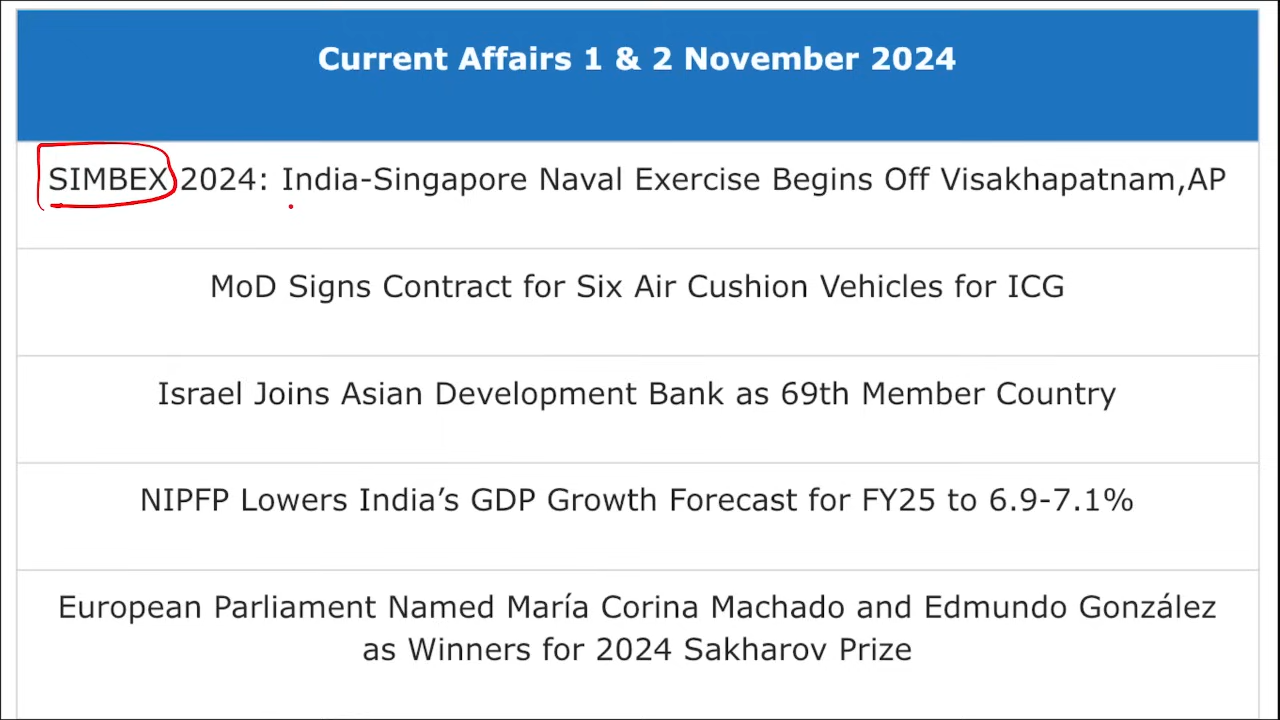 Current Affairs 1 & 2 November 2024
SIMBEX 2024: India-Singapore Naval Exercise Begins Off Visakhapatnam,AP
MoD Signs Contract for Six Air Cushion Vehicles for ICG
Israel Joins Asian Development Bank as 69th Member Country
NIPFP Lowers India’s GDP Growth Forecast for FY25 to 6.9-7.1%
European Parliament Named María Corina Machado and Edmundo González
as Winners for 2024 Sakharov Prize